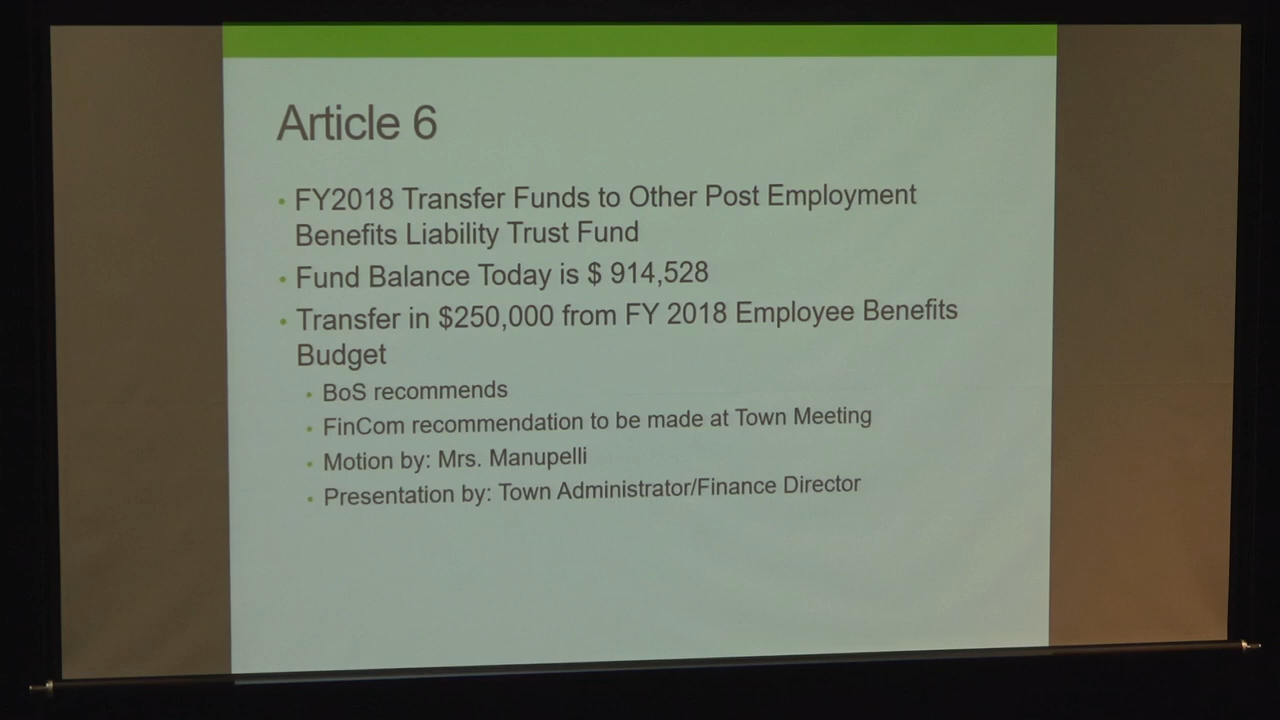 Article 6
• FY2018 Transfer Funds to Other Post Employment
Benefits Liability Trust Fund
• Fund Balance Today is $ 914,528
• Transfer in $250,000 from FY 2018 Employee Benefits
Budget
• BoS recommends
• FinCom recommendation to be made at Town Meeting
• Motion by: Mrs. Manupelli
• Presentation by: Town Administrator/Finance Director